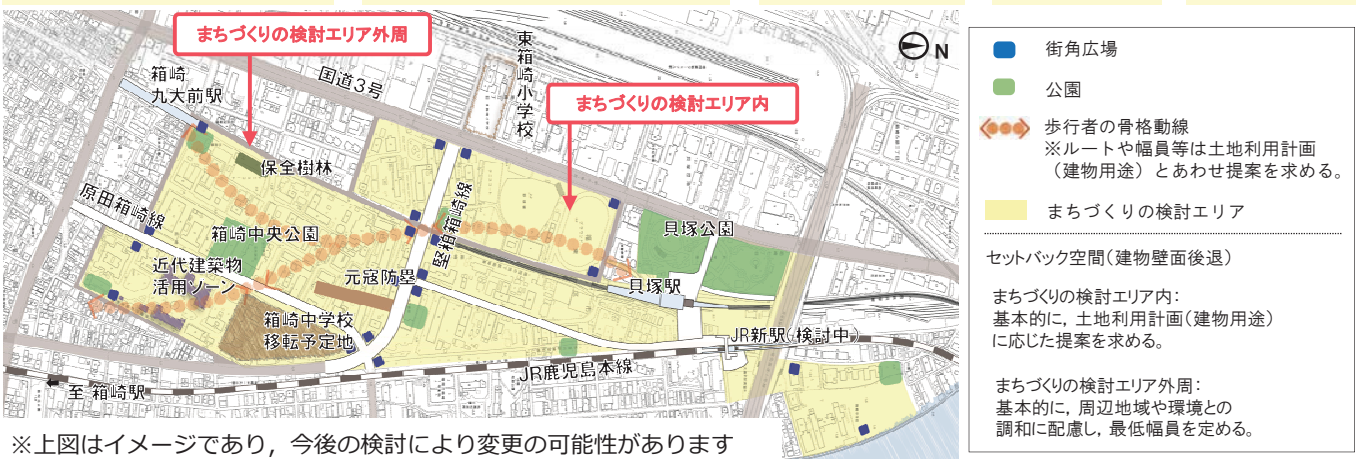 まちづくりの検討エリア外周
箱崎
九大前駅
国道3号
東箱崎小学校
まちづくりの検討エリア内
N
保全樹林
原田箱崎線
箱崎中央公園
近代建築物
活用ゾーン
堅粕箱崎線
元寇防塁
箱崎中学校
移転予定地
貝塚公園
貝塚駅
JR新駅(検討中)
JR鹿児島本線
至 箱崎駅
※上図はイメージであり，今後の検討により変更の可能性があります
街角広場
公園
歩行者の骨格動線
※ルートや幅員等は土地利用計画
（建物用途）とあわせ提案を求める。
まちづくりの検討エリア
セットバック空間(建物壁面後退)
まちづくりの検討エリア内：
基本的に，土地利用計画(建物用途)
に応じた提案を求める。
まちづくりの検討エリア外周：
基本的に，周辺地域や環境との
調和に配慮し，最低幅員を定める。